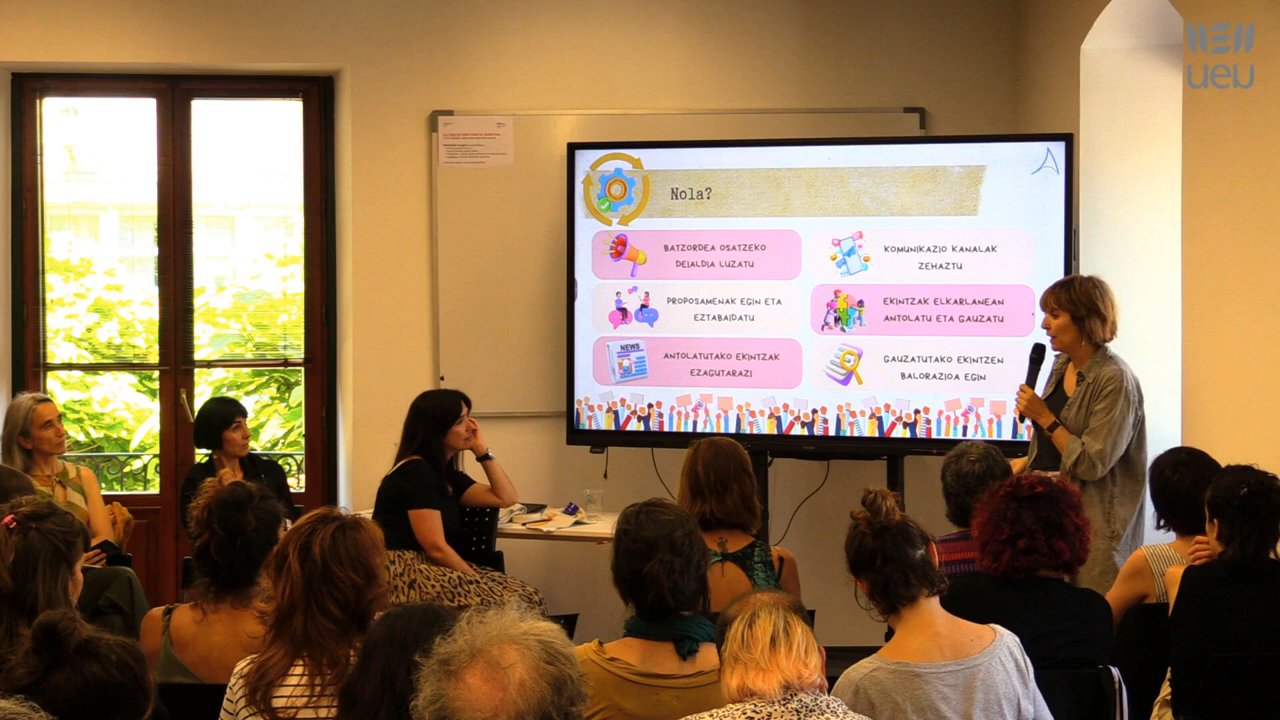 ueu
Nola?
BATZORDEA OSATZEKO
DEIALDIA LUZATU
KOMUNIKAZIO KANALAK
ZEHAZTU
PROPOSAMENAK EGIN ETA
EZTABAIDATU
EKINTZAK ELKARLANEAN
ANTOLATU ETA GAUZATU
NEWS
ANTOLATUTAKO EKINTZAK
EZAGUTARAZI
GAUZATUTAKO EKINTZEN
BALORAZIOA EGIN